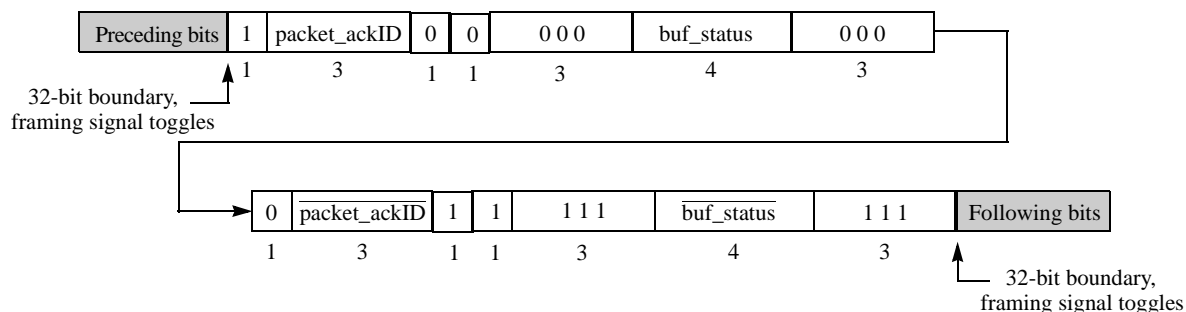 Preceding bits 1 packet_ackID 0 0 0 0 0 buf_status 0 0 0
1 3 1 1 3 4 3
32-bit boundary,
framing signal toggles
0 packet_ackID 1 1 1 1 1 buf_status 1 1 1 Following bits
1 3 1 1 3 4 3
32-bit boundary,
framing signal toggles